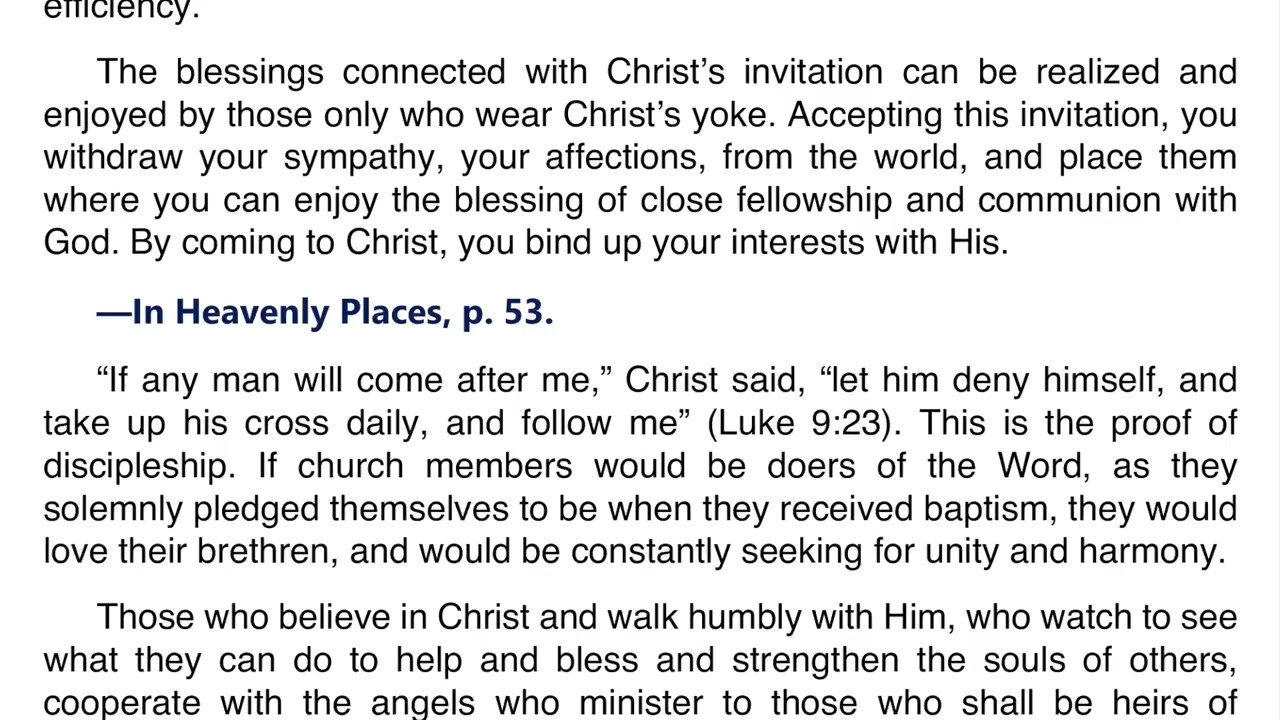 efficiency.
The blessings connected with Christ’s invitation can be realized and
enjoyed by those only who wear Christ’s yoke. Accepting this invitation, you
withdraw your sympathy, your affections, from the world, and place them
where you can enjoy the blessing of close fellowship and communion with
God. By coming to Christ, you bind up your interests with His.
—In Heavenly Places, p. 53.
“If any man will come after me,” Christ said, “let him deny himself, and
take up his cross daily, and follow me” (Luke 9:23). This is the proof of
discipleship. If church members would be doers of the Word, as they
solemnly pledged themselves to be when they received baptism, they would
love their brethren, and would be constantly seeking for unity and harmony.
Those who believe in Christ and walk humbly with Him, who watch to see
what they can do to help and bless and strengthen the souls of others,
cooperate with the angels who minister to those who shall be heirs of